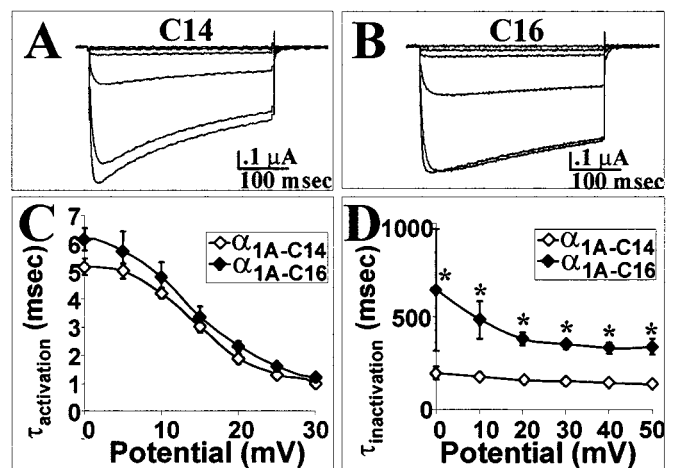 A
C14
.1 μA
100 msec
B
C16
.1 μA
100 msec
C
τactivation (msec)
7
6
5
4
3
2
1
0
α1A-C14
α1A-C16
0 10 20 30
Potential (mV)
D
τinactivation (msec)
1000
500
0
α1A-C14
α1A-C16
* * * * * *
0 10 20 30 40 50
Potential (mV)